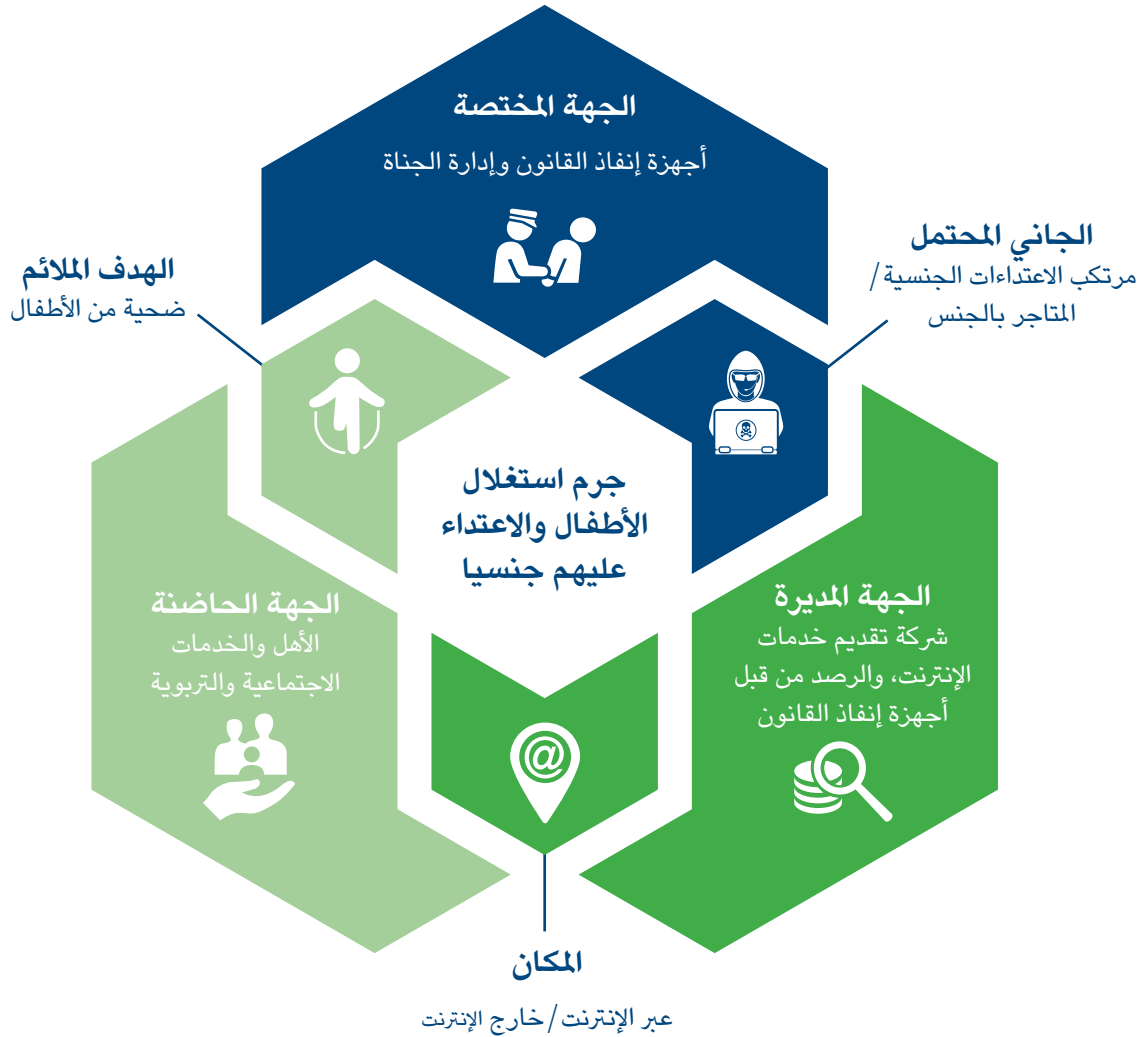 الجهة المختصة
أجهزة إنفاذ القانون وإدارة الجناة
الجاني المحتمل
مرتكب الاعتداءات الجنسية/
المتاجر بالجنس
الهدف الملائم
ضحية من الأطفال
جرم استغلال
الأطفال والاعتداء
عليهم جنسيا
الجهة المديرة
شركة تقديم خدمات
الإنترنت، والرصد من قبل
أجهزة إنفاذ القانون
الجهة الحاضنة
الأهل والخدمات
الاجتماعية والتربوية
@
المكان
عبر الإنترنت/خارج الإنترنت